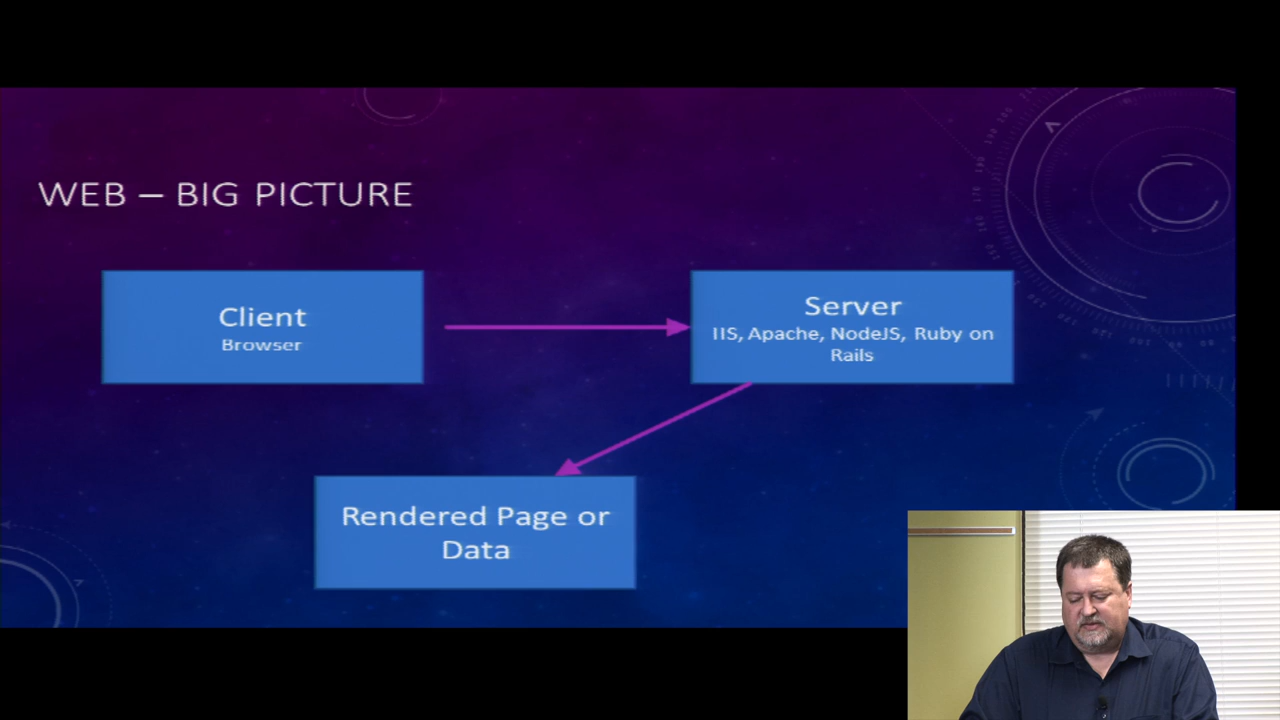 WEB – BIG PICTURE
Client
Browser
Server
IIS, Apache, NodeJS, Ruby on
Rails
Rendered Page or
Data